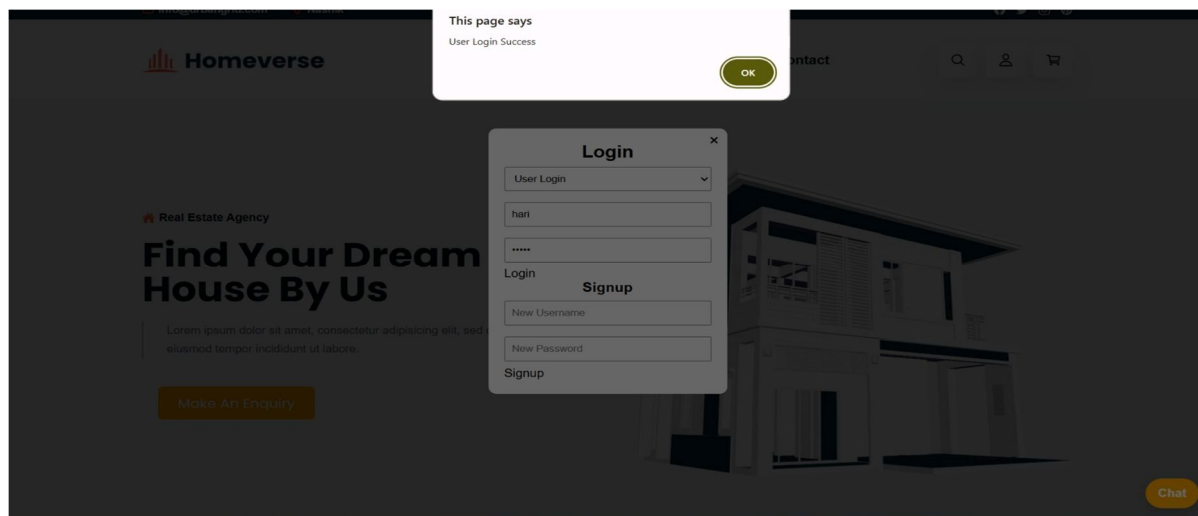 This page says
User Login Success
OK
Homeverse
Login
User Login
hari
•••••
Login
Signup
New Username
New Password
Signup
Real Estate Agency
Find Your Dream
House By Us
Lorem ipsum dolor sit amet, consectetur adipisicing elit, sed
eiusmod tempor incididunt ut labore.
Make An Enquiry
Chat